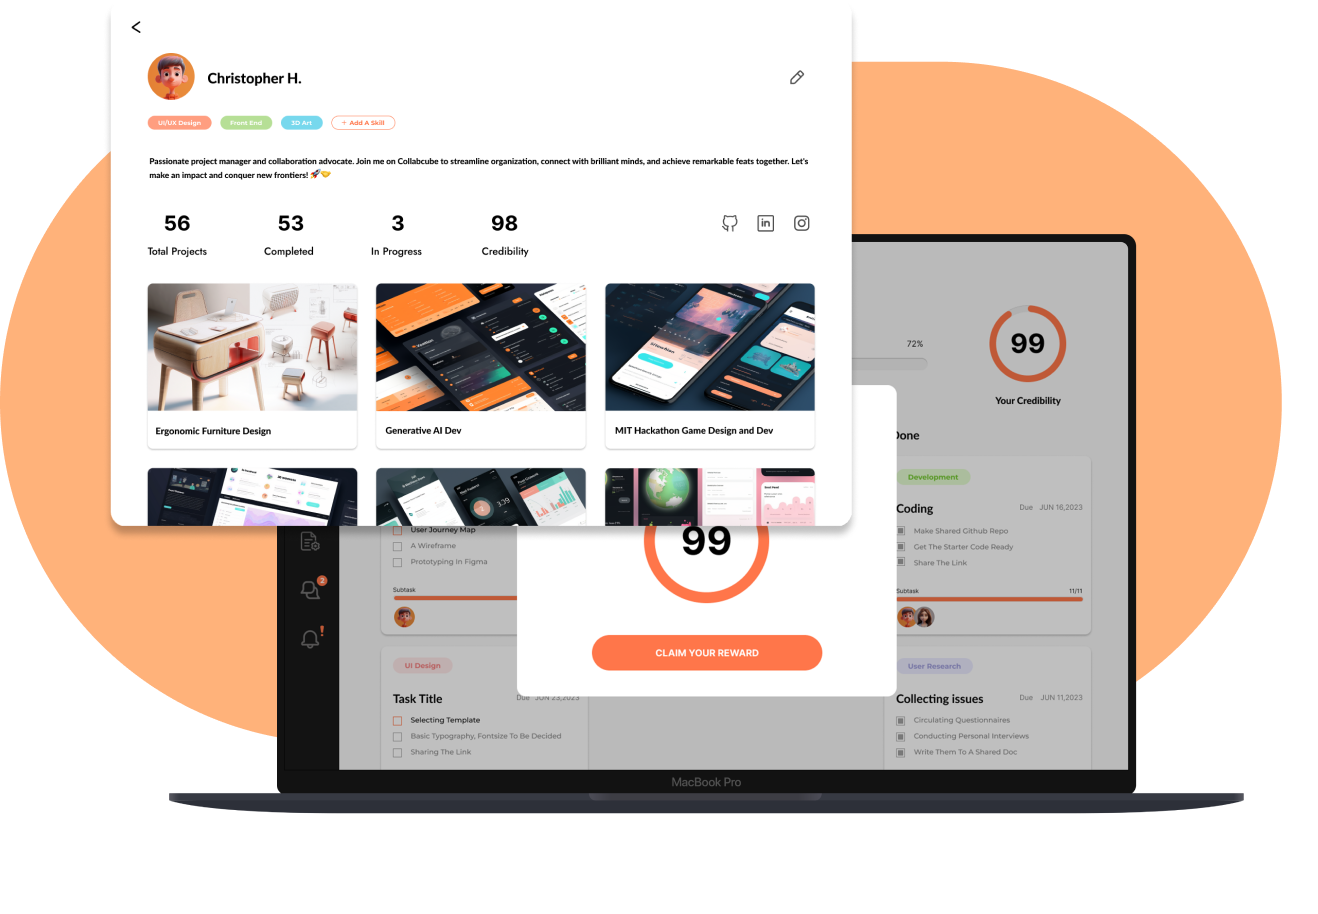 Christopher H.
UI/UX Design
Front End
3D Art
+ Add A Skill
Passionate project manager and collaboration advocate. Join me on Collabcube to streamline organization, connect with brilliant minds, and achieve remarkable feats together. Let's
make an impact and conquer new frontiers! 🚀🤝
56
53
3
98
Total Projects
Completed
In Progress
Credibility
Ergonomic Furniture Design
Generative AI Dev
MIT Hackathon Game Design and Dev
72%
99
Your Credibility
Done
Development
Coding
Due JUN 16,2023
Make Shared Github Repo
Get The Starter Code Ready
Share The Link
Subtask
11/11
User Research
Collecting issues
Due JUN 11,2023
Circulating Questionnaires
Conducting Personal Interviews
Write Them To A Shared Doc
2
!
User Journey Map
A Wireframe
Prototyping In Figma
Subtask
UI Design
Task Title
Due JUN 23,2023
Selecting Template
Basic Typography, Fontsize To Be Decided
Sharing The Link
99
CLAIM YOUR REWARD
MacBook Pro